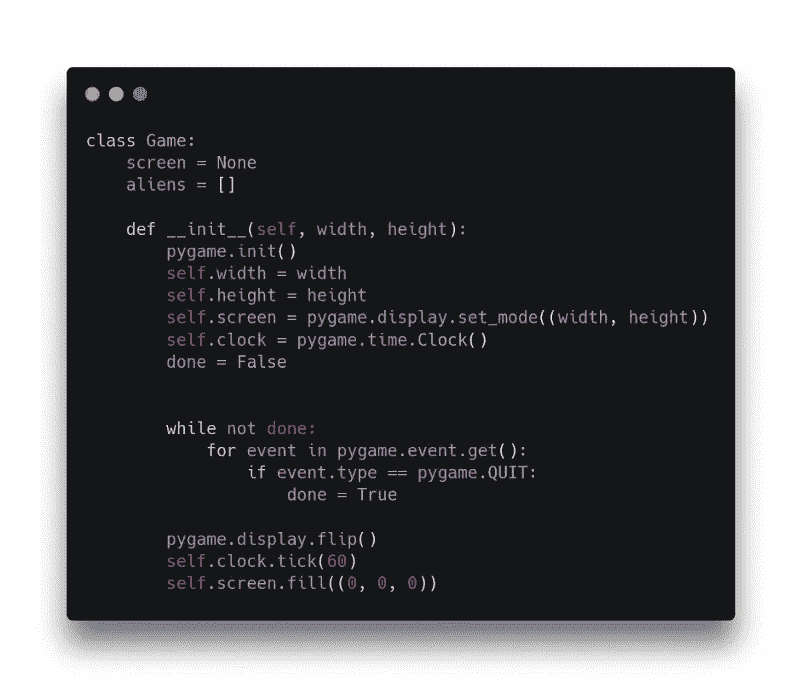 class Game:
    screen = None
    aliens = []

    def __init__(self, width, height):
        pygame.init()
        self.width = width
        self.height = height
        self.screen = pygame.display.set_mode((width, height))
        self.clock = pygame.time.Clock()
        done = False


        while not done:
            for event in pygame.event.get():
                if event.type == pygame.QUIT:
                    done = True

        pygame.display.flip()
        self.clock.tick(60)
        self.screen.fill((0, 0, 0))